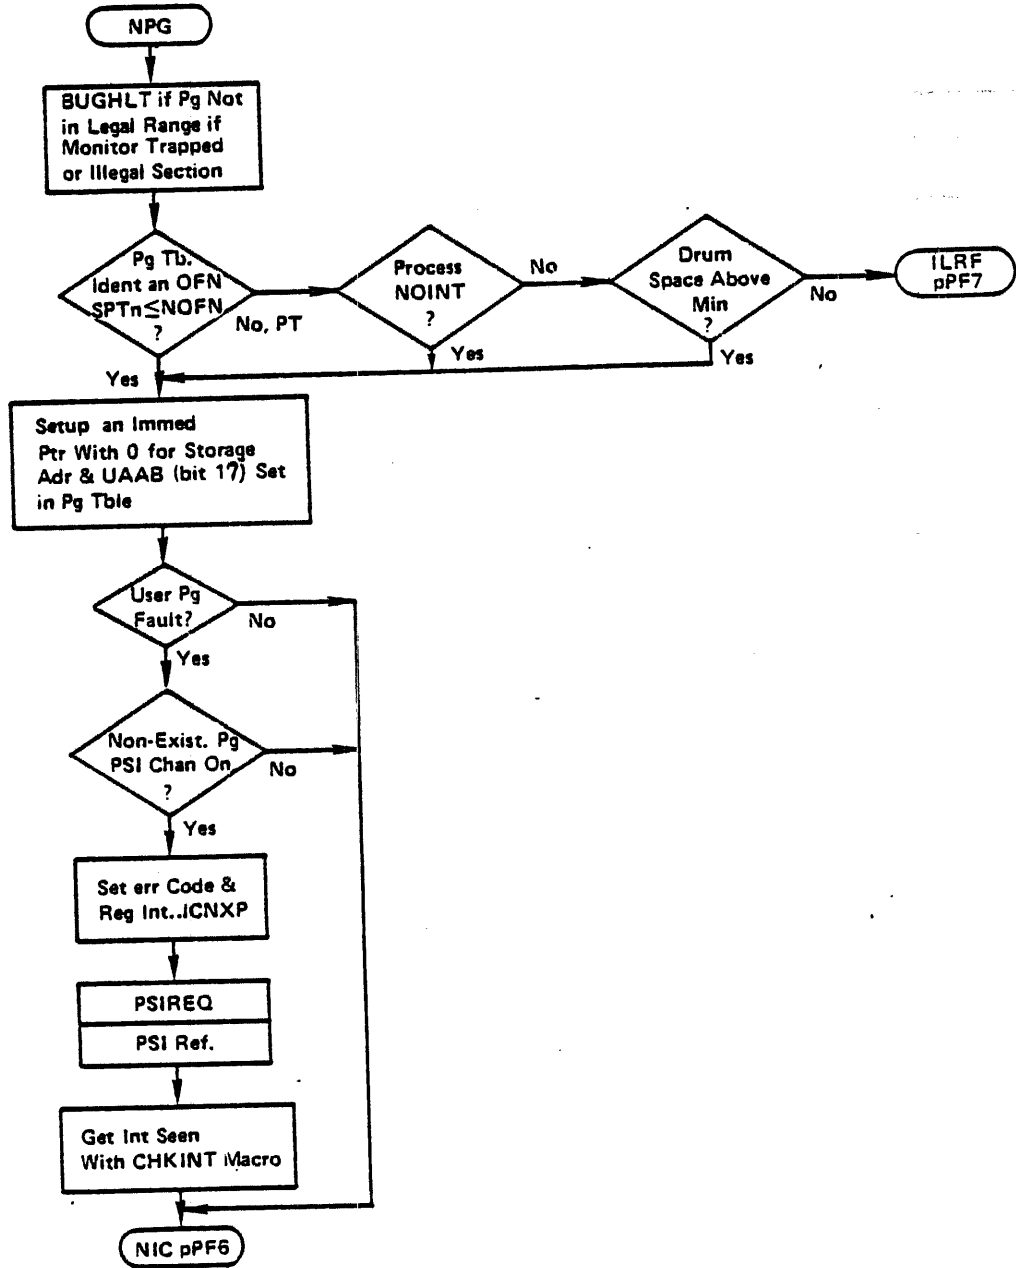 NPG
BUGHLT if Pg Not
in Legal Range if
Monitor Trapped
or Illegal Section
Pg Tb.
Ident an OFN
SPTn≤NOFN
?
No, PT
Process
NOINT
?
No
Yes
Drum
Space Above
Min
?
No
Yes
ILRF
pPF7
Yes
Setup an Immed
Ptr With 0 for Storage
Adr & UAAB (bit 17) Set
in Pg Tble
User Pg
Fault?
No
Yes
Non-Exist. Pg
PSI Chan On
?
No
Yes
Set err Code &
Reg Int..ICNXP
PSIREQ
PSI Ref.
Get Int Seen
With CHKINT Macro
NIC pPF6